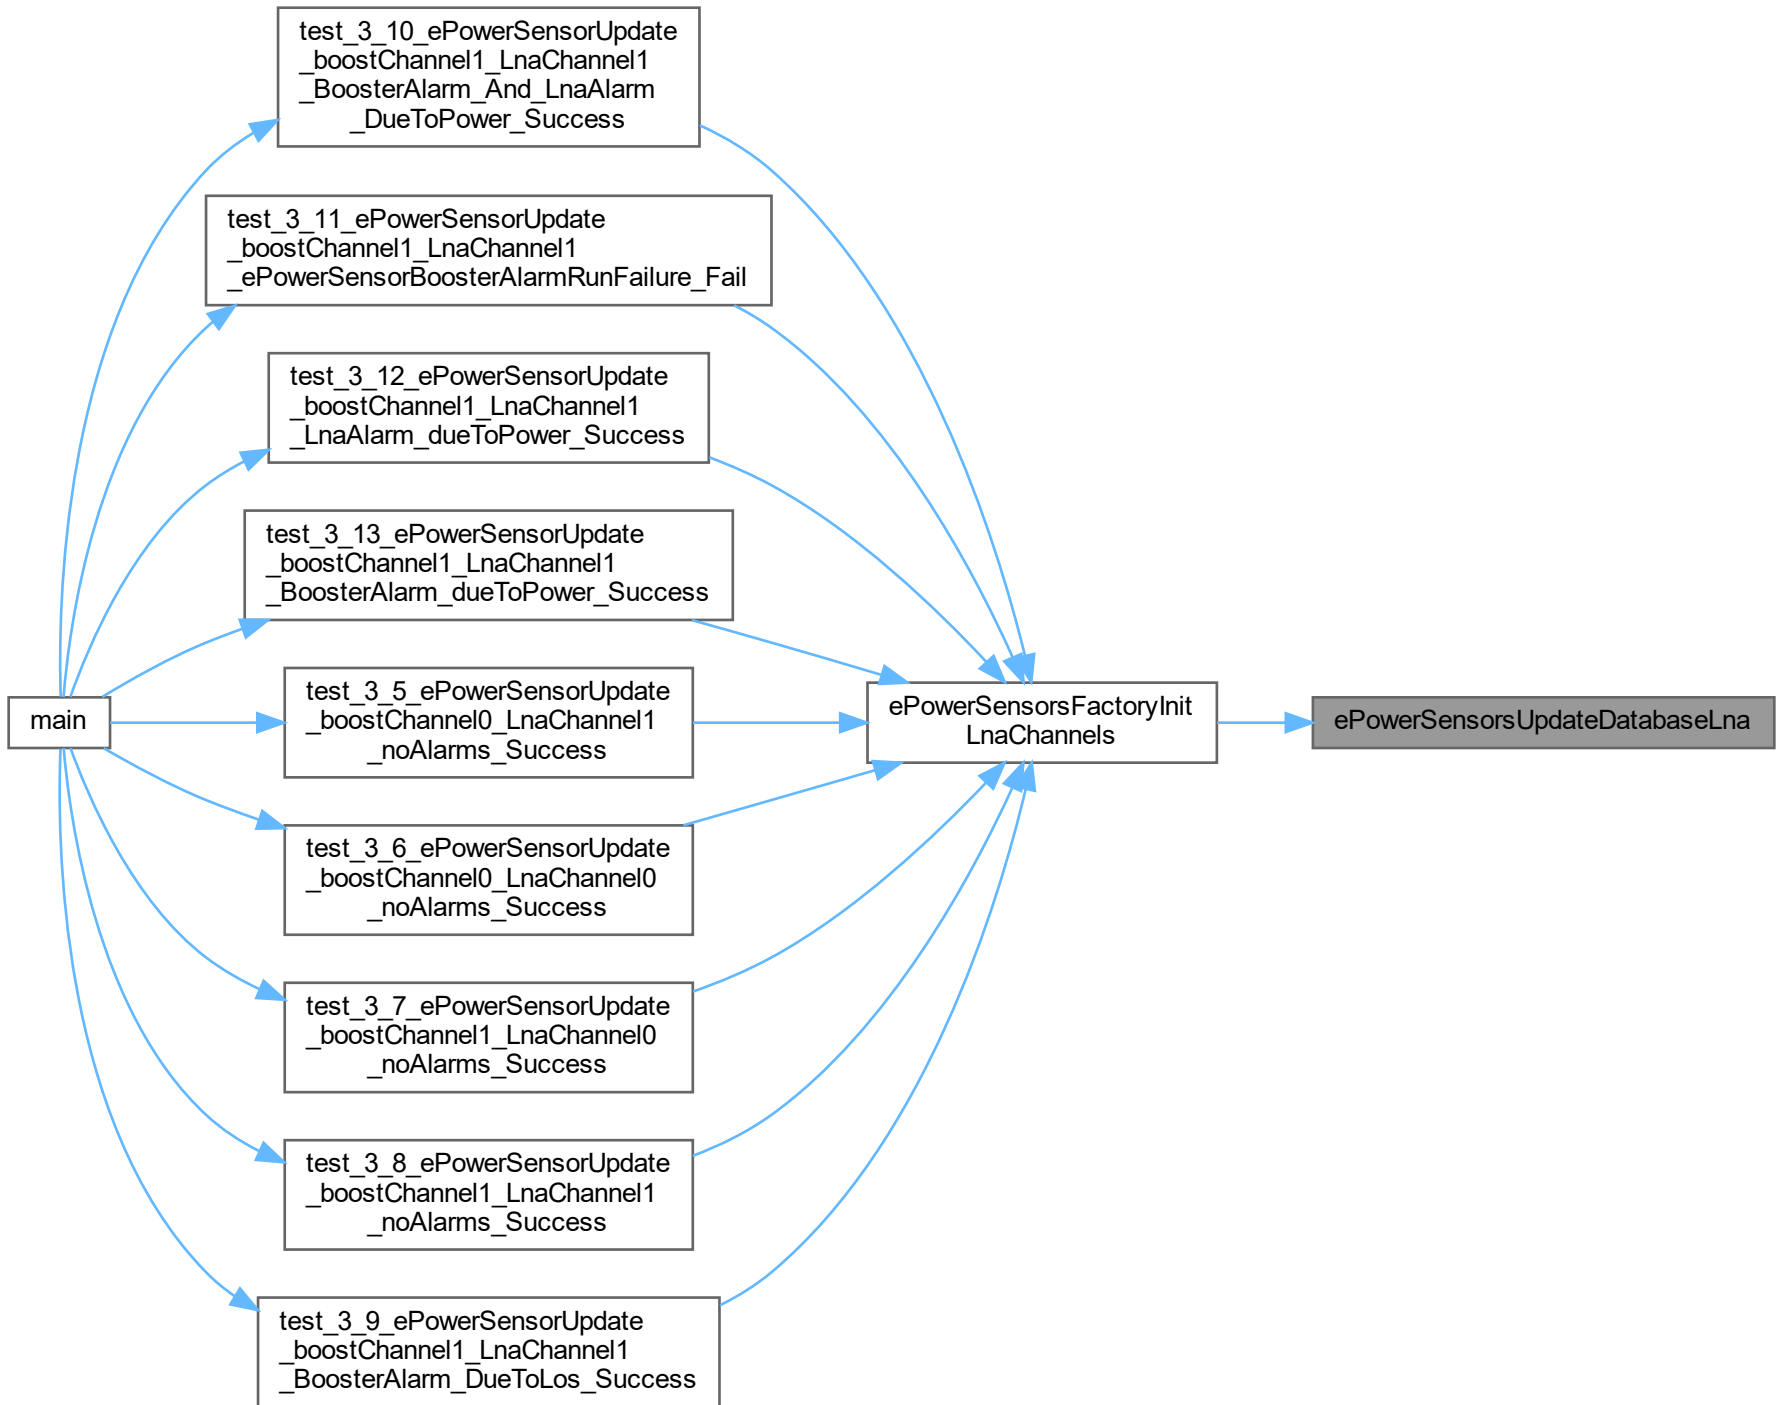 test_3_10_ePowerSensorUpdate
_boostChannel1_LnaChannel1
_BoosterAlarm_And_LnaAlarm
_DueToPower_Success
test_3_11_ePowerSensorUpdate
_boostChannel1_LnaChannel1
_ePowerSensorBoosterAlarmRunFailure_Fail
test_3_12_ePowerSensorUpdate
_boostChannel1_LnaChannel1
_LnaAlarm_dueToPower_Success
test_3_13_ePowerSensorUpdate
_boostChannel1_LnaChannel1
_BoosterAlarm_dueToPower_Success
main
test_3_5_ePowerSensorUpdate
_boostChannel0_LnaChannel1
_noAlarms_Success
ePowerSensorsFactoryInit
LnaChannels
ePowerSensorsUpdateDatabaseLna
test_3_6_ePowerSensorUpdate
_boostChannel0_LnaChannel0
_noAlarms_Success
test_3_7_ePowerSensorUpdate
_boostChannel1_LnaChannel0
_noAlarms_Success
test_3_8_ePowerSensorUpdate
_boostChannel1_LnaChannel1
_noAlarms_Success
test_3_9_ePowerSensorUpdate
_boostChannel1_LnaChannel1
_BoosterAlarm_DueToLos_Success